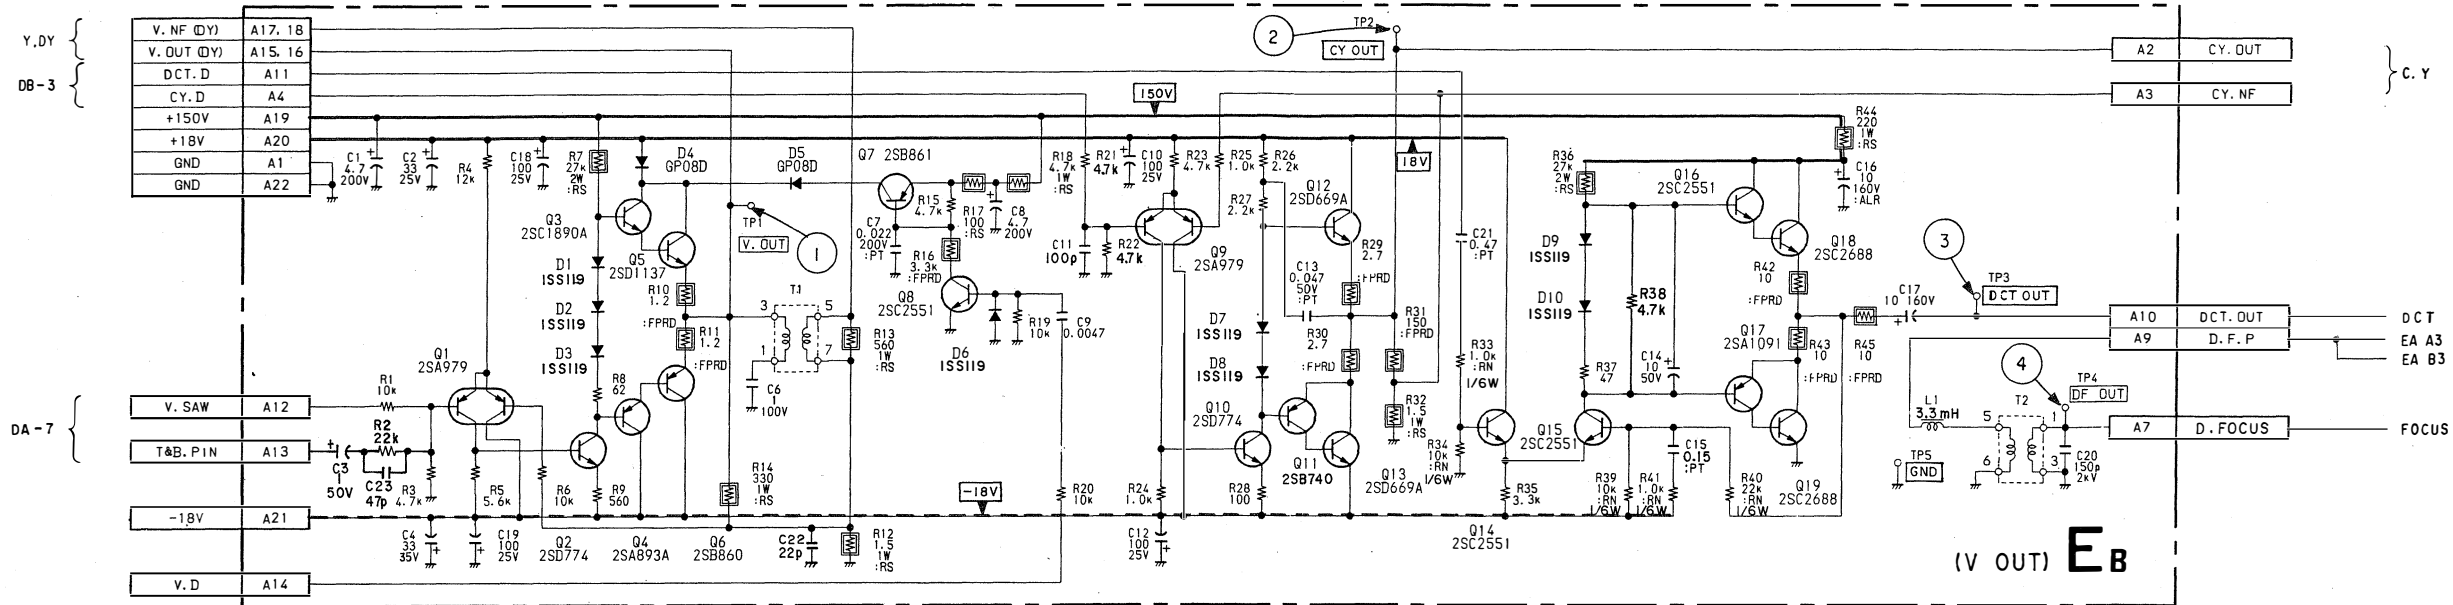 Y.DY
DB-3
V. NF (DY) A17, 18
V. OUT (DY) A15, 16
DCT. D A11
CY. D A4
+150V A19
+18V A20
GND A1
GND A22
DA-7
V. SAW A12
T&B. PIN A13
-18V A21
V. D A14
C1
4.7
200V
C2
33
25V
R4
12k
C18
100
25V
R7
27k
2W
:RS
D4
GP08D
D5
GP08D
Q7 2SB861
Q3
2SC1890A
Q5
2SD1137
D1
1SS119
D2
1SS119
D3
1SS119
R10
1.2
:FPRD
R11
1.2
:FPRD
TP1
V. OUT
1
T1
3
5
1
7
C6
1
100V
R13
560
1W
:RS
C7
0.022
200V
:PT
R15
4.7k
R17
100
:RS
C8
4.7
200V
R16
3.3k
:FPRD
Q8
2SC2551
D6
1SS119
R19
10k
C9
0.0047
Q1
2SA979
R1
10k
R2
22k
C3
1
50V
C23
47p
R3
4.7k
R5
5.6k
R6
10k
R8
62
R9
560
C4
33
35V
C19
100
25V
Q2
2SD774
Q4
2SA893A
Q6
2SB860
R14
330
1W
:RS
C22
22p
R12
1.5
1W
:RS
-18V
R20
10k
150V
2
TP2
CY OUT
R18
4.7k
1W
:RS
R21
4.7k
C10
100
25V
R23
4.7k
R25
1.0k
R26
2.2k
R27
2.2k
Q12
2SD669A
18V
C11
100p
R22
4.7k
Q9
2SA979
C13
0.047
50V
:PT
R29
2.7
:FPRD
R30
2.7
:FPRD
R31
150
:FPRD
D7
1SS119
D8
1SS119
Q10
2SD774
R32
1.5
1W
:RS
Q11
2SB740
Q13
2SD669A
R24
1.0k
R28
100
C12
100
25V
C21
0.47
:PT
R33
1.0k
:RN
1/6W
R34
10k
:RN
1/6W
R35
3.3k
Q14
2SC2551
Q15
2SC2551
R36
27k
2W
:RS
Q16
2SC2551
R44
220
1W
:RS
C16
10
160V
:ALR
D9
1SS119
D10
1SS119
R38
4.7k
Q18
2SC2688
R42
10
:FPRD
Q17
2SA1091
R43
10
:FPRD
R45
10
:FPRD
C17
10 160V
R37
47
C14
10
50V
C15
0.15
:PT
R39
10k
:RN
1/6W
R41
1.0k
:RN
1/6W
R40
22k
:RN
1/6W
Q19
2SC2688
3
TP3
DCT OUT
4
TP4
DF OUT
L1
3.3mH
T2
5
1
6
3
C20
150p
2kV
TP5
GND
A2 CY. OUT
A3 CY. NF
C. Y
A10 DCT. OUT
A9 D. F. P
A7 D. FOCUS
DCT
EA A3
EA B3
FOCUS
(V OUT) EB